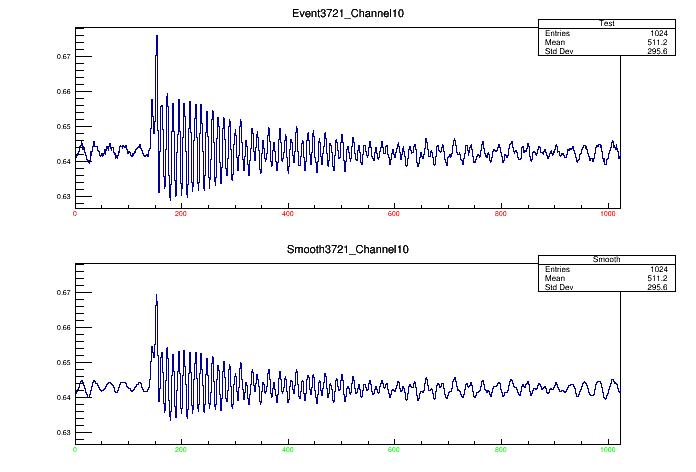 Event3721_Channel10
Test
Entries 1024
Mean 511.2
Std Dev 295.6
0.67
0.66
0.65
0.64
0.63
0 200 400 600 800 1000
Smooth3721_Channel10
Smooth
Entries 1024
Mean 511.2
Std Dev 295.6
0.67
0.66
0.65
0.64
0.63
0 200 400 600 800 1000